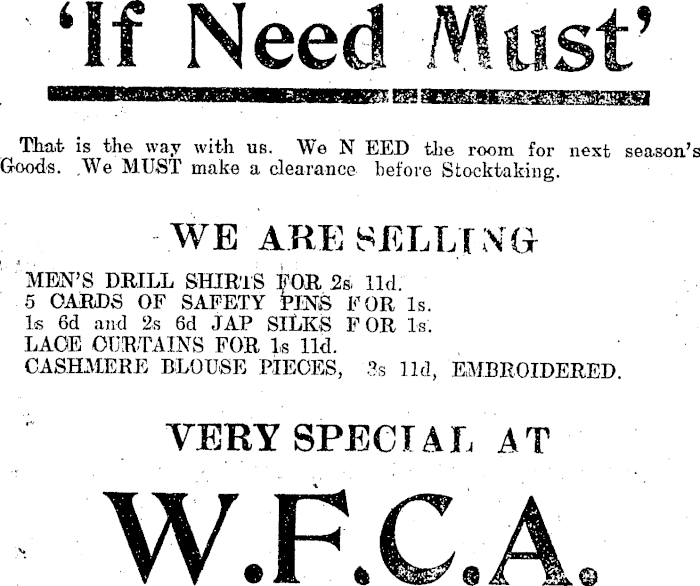 'If Need Must'
That is the way with us. We NEED the room for next season's
Goods. We MUST make a clearance before Stocktaking.
WE ARE SELLING
MEN'S DRILL SHIRTS FOR 2s 11d.
5 CARDS OF SAFETY PINS FOR 1s.
1s 6d and 2s 6d JAP SILKS FOR 1s.
LACE CURTAINS FOR 1s 11d.
CASHMERE BLOUSE PIECES, 3s 11d, EMBROIDERED.
VERY SPECIAL AT
W.F.C.A.